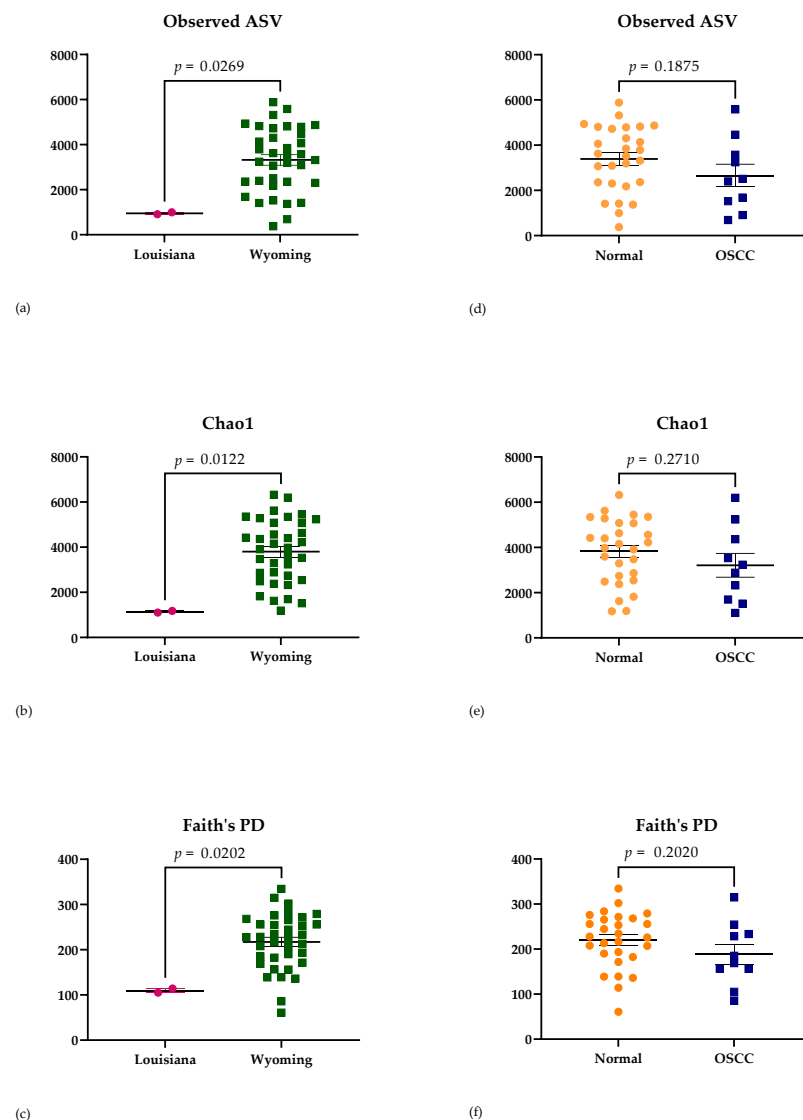 Observed ASV
p = 0.0269
8000
6000
4000
2000
0
Louisiana Wyoming
(a)
Observed ASV
p = 0.1875
8000
6000
4000
2000
0
Normal OSCC
(d)
Chao1
p = 0.0122
8000
6000
4000
2000
0
Louisiana Wyoming
(b)
Chao1
p = 0.2710
8000
6000
4000
2000
0
Normal OSCC
(e)
Faith's PD
p = 0.0202
400
300
200
100
0
Louisiana Wyoming
(c)
Faith's PD
p = 0.2020
400
300
200
100
0
Normal OSCC
(f)